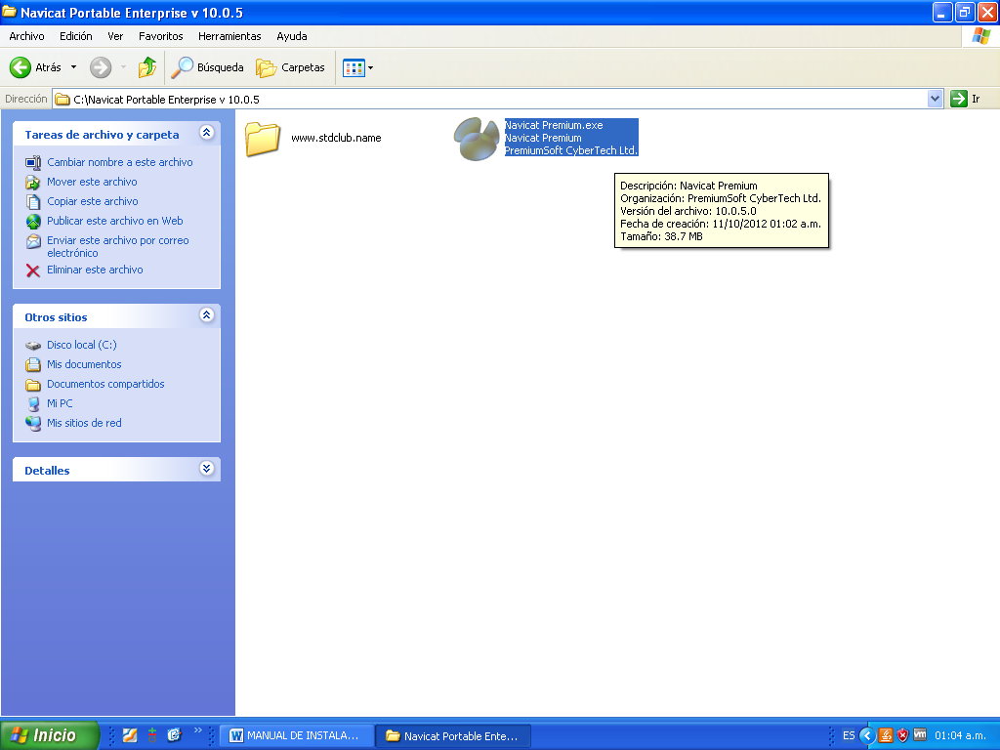 Navicat Portable Enterprise v 10.0.5
Archivo Edición Ver Favoritos Herramientas Ayuda
Atrás Búsqueda Carpetas
Dirección C:\Navicat Portable Enterprise v 10.0.5 Ir
Tareas de archivo y carpeta
Cambiar nombre a este archivo
Mover este archivo
Copiar este archivo
Publicar este archivo en Web
Enviar este archivo por correo
electrónico
Eliminar este archivo
Otros sitios
Disco local (C:)
Mis documentos
Documentos compartidos
Mi PC
Mis sitios de red
Detalles
www.stdclub.name
Navicat Premium.exe
Navicat Premium
PremiumSoft CyberTech Ltd.
Descripción: Navicat Premium
Organización: PremiumSoft CyberTech Ltd.
Versión del archivo: 10.0.5.0
Fecha de creación: 11/10/2012 01:02 a.m.
Tamaño: 38.7 MB
Inicio
MANUAL DE INSTALA...
Navicat Portable Ente...
ES
01:04 a.m.